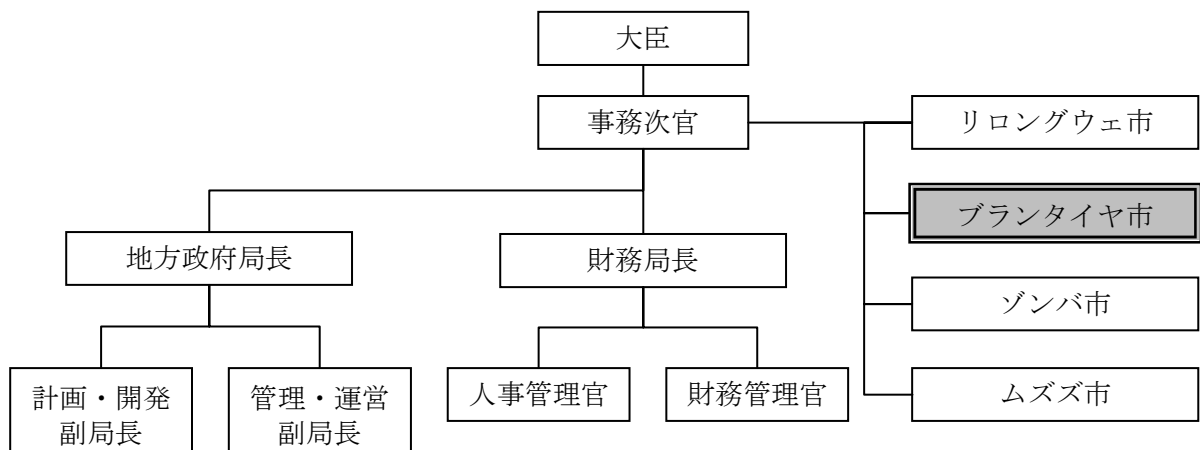 大臣
事務次官
リロングウェ市
ブランタイヤ市
地方政府局長
財務局長
ゾンバ市
計画・開発
副局長
管理・運営
副局長
人事管理官
財務管理官
ムズズ市